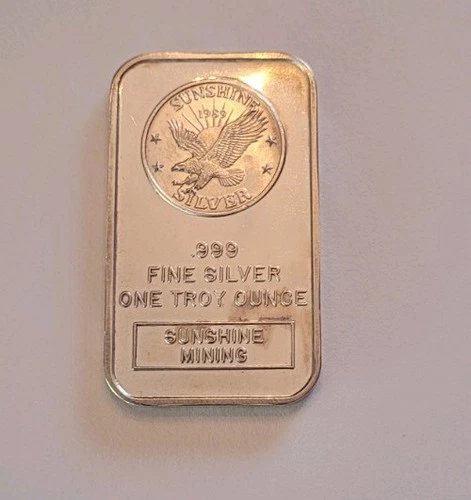 SUNSHINE
1989
SILVER
.999
FINE SILVER
ONE TROY OUNCE
SUNSHINE
MINING